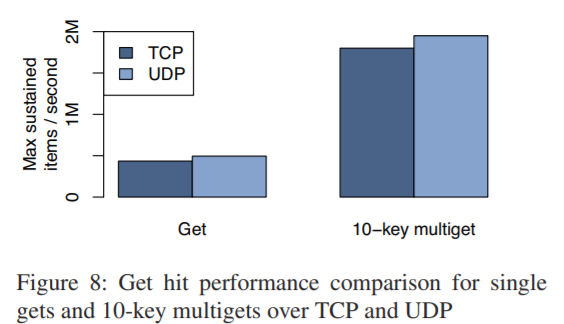 Max sustained
items / second
2M
1M
0
TCP
UDP
Get
10−key multiget
Figure 8: Get hit performance comparison for single
gets and 10-key multigets over TCP and UDP